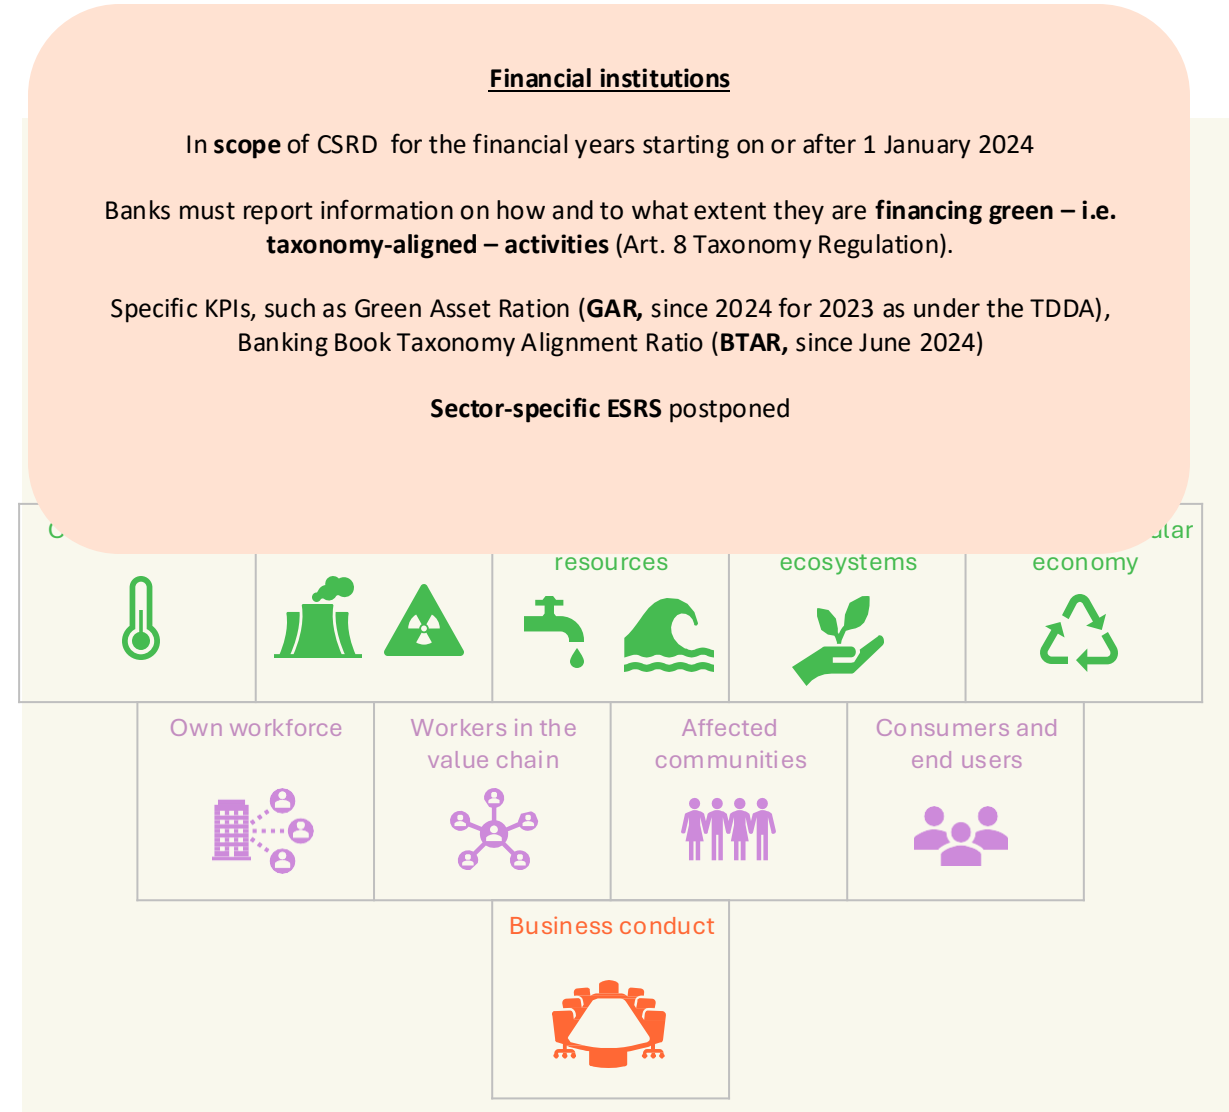 Financial institutions
In scope of CSRD for the financial years starting on or after 1 January 2024
Banks must report information on how and to what extent they are financing green – i.e.
taxonomy-aligned – activities (Art. 8 Taxonomy Regulation).
Specific KPIs, such as Green Asset Ration (GAR, since 2024 for 2023 as under the TDDA),
Banking Book Taxonomy Alignment Ratio (BTAR, since June 2024)
Sector-specific ESRS postponed
resources
ecosystems
economy
Own workforce
Workers in the
value chain
Affected
communities
Consumers and
end users
Business conduct